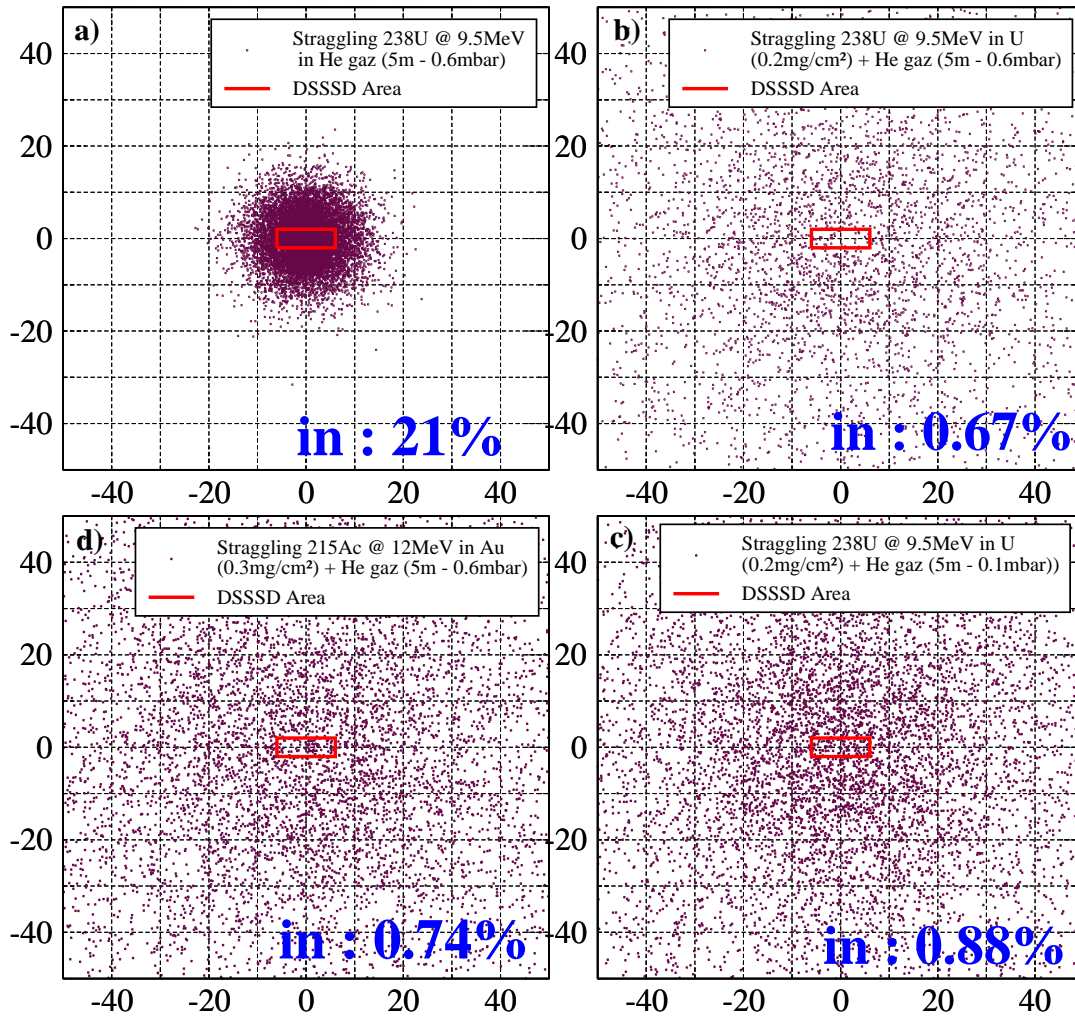 a)
Straggling 238U @ 9.5MeV
in He gaz (5m - 0.6mbar)
DSSSD Area
40
20
0
-20
-40
in : 21%
-40 -20 0 20 40
b)
Straggling 238U @ 9.5MeV in U
(0.2mg/cm²) + He gaz (5m - 0.6mbar)
DSSSD Area
40
20
0
-20
-40
in : 0.67%
-40 -20 0 20 40
d)
Straggling 215Ac @ 12MeV in Au
(0.3mg/cm²) + He gaz (5m - 0.6mbar)
DSSSD Area
40
20
0
-20
-40
in : 0.74%
-40 -20 0 20 40
c)
Straggling 238U @ 9.5MeV in U
(0.2mg/cm²) + He gaz (5m - 0.1mbar))
DSSSD Area
40
20
0
-20
-40
in : 0.88%
-40 -20 0 20 40